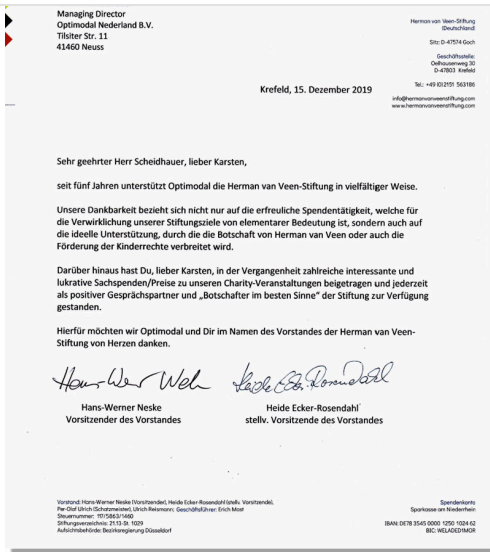 Managing Director
Optimodal Nederland B.V.
Tilsiter Str. 11
41460 Neuss
Herman van Veen-Stiftung
(Deutschland)
Sitz: D-47574 Goch
Geschäftsstelle:
Oelhausenweg 30
D-47803 Krefeld
Tel.: +49 (0)2151 563186
info@hermanvanveenstiftung.com
www.hermanvanveenstiftung.com
Krefeld, 15. Dezember 2019
Sehr geehrter Herr Scheidhauer, lieber Karsten,
seit fünf Jahren unterstützt Optimodal die Herman van Veen-Stiftung in vielfältiger Weise.
Unsere Dankbarkeit bezieht sich nicht nur auf die erfreuliche Spendentätigkeit, welche für
die Verwirklichung unserer Stiftungsziele von elementarer Bedeutung ist, sondern auch auf
die ideelle Unterstützung, durch die die Botschaft von Herman van Veen oder auch die
Förderung der Kinderrechte verbreitet wird.
Darüber hinaus hast Du, lieber Karsten, in der Vergangenheit zahlreiche interessante und
lukrative Sachspenden/Preise zu unseren Charity-Veranstaltungen beigetragen und jederzeit
als positiver Gesprächspartner und „Botschafter im besten Sinne“ der Stiftung zur Verfügung
gestanden.
Hierfür möchten wir Optimodal und Dir im Namen des Vorstandes der Herman van Veen-
Stiftung von Herzen danken.
Hans-Werner Neske
Vorsitzender des Vorstandes
Heide Ecker-Rosendahl
stellv. Vorsitzende des Vorstandes
Vorstand: Hans-Werner Neske (Vorsitzender), Heide Ecker-Rosendahl (stellv. Vorsitzende),
Per-Olaf Ulrich (Schatzmeister), Ulrich Reismann; Geschäftsführer: Erich Most
Steuernummer: 117/5863/1460
Stiftungsverzeichnis: 21.13-St. 1029
Aufsichtsbehörde: Bezirksregierung Düsseldorf
Spendenkonto
Sparkasse am Niederrhein
IBAN: DE78 3545 0000 1250 1024 62
BIC: WELADED1MOR